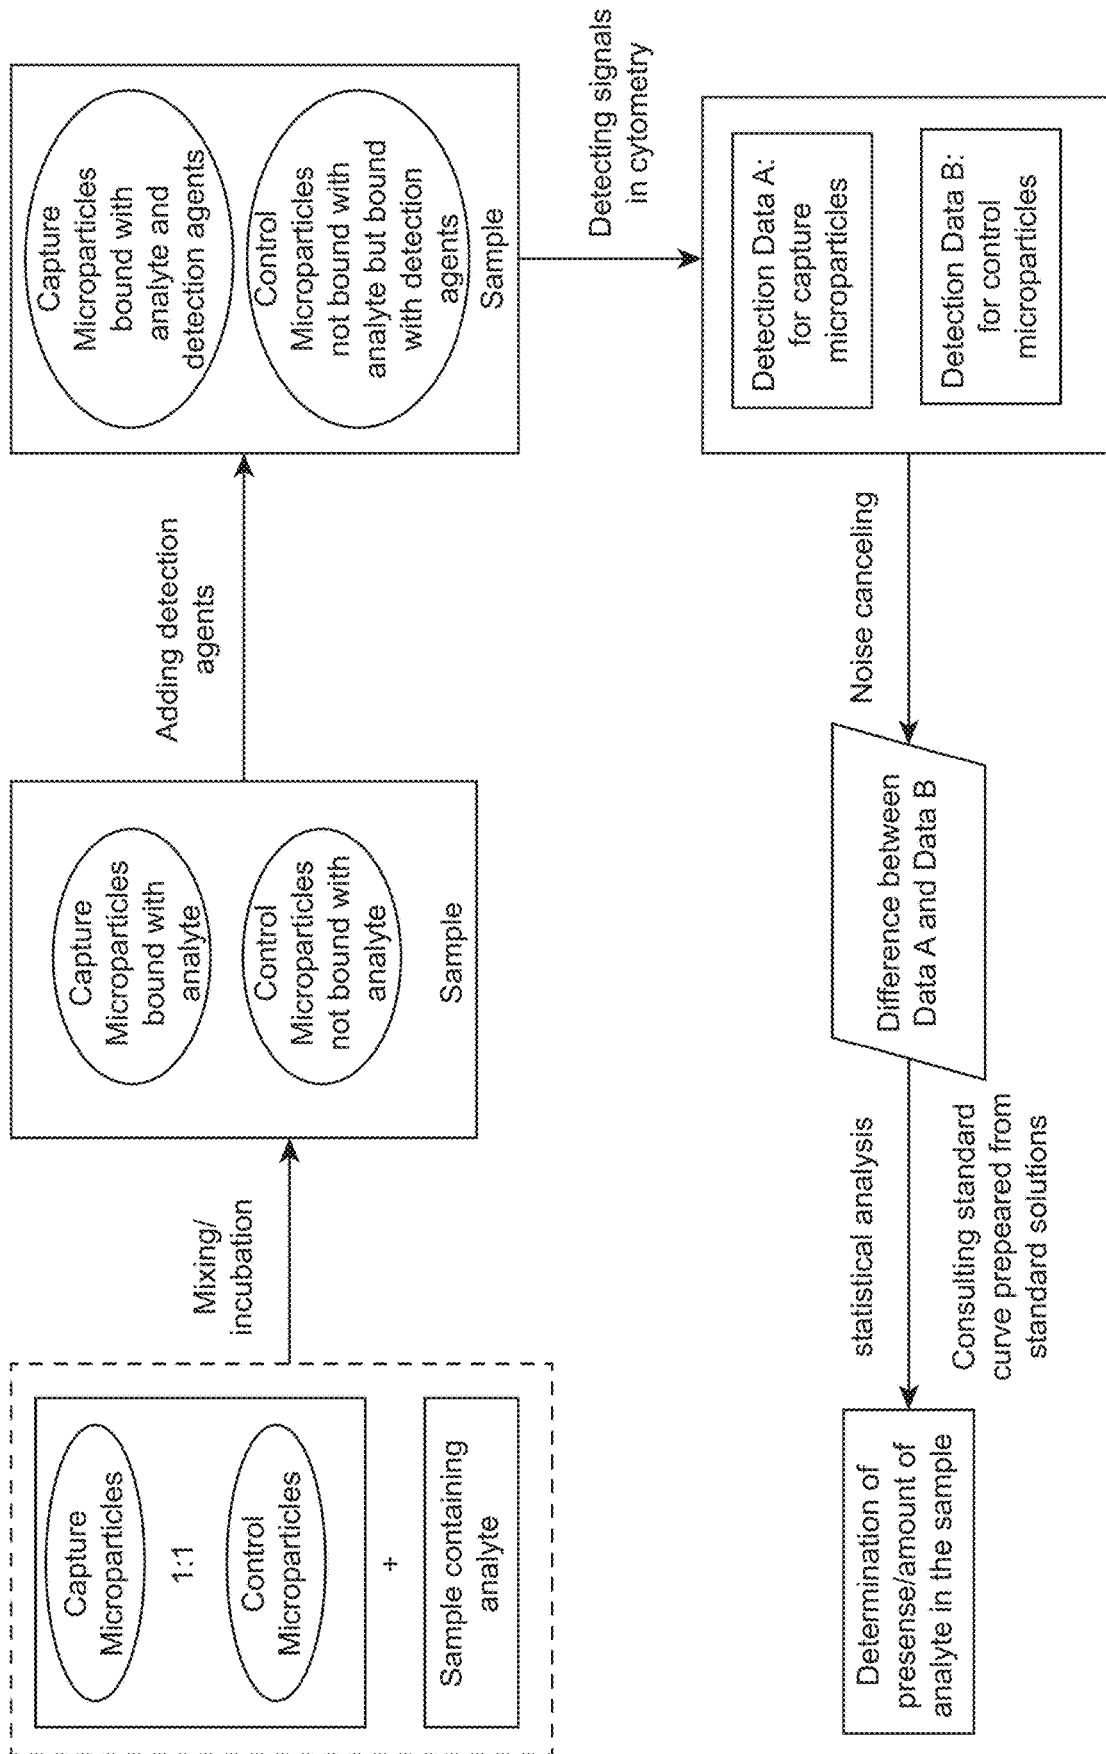 Capture
Microparticles
1:1
Control
Microparticles
+
Sample containing
analyte
Mixing/
incubation
Capture
Microparticles
bound with
analyte
Control
Microparticles
not bound with
analyte
Sample
Adding detection
agents
Capture
Microparticles
bound with
analyte and
detection agents
Control
Microparticles
not bound with
analyte but bound
with detection
agents
Sample
Detecting signals
in cytometry
Detection Data A:
for capture
microparticles
Detection Data B:
for control
microparticles
Noise canceling
Difference between
Data A and Data B
statistical analysis
Consulting standard
curve prepeared from
standard solutions
Determination of
presense/amount of
analyte in the sample